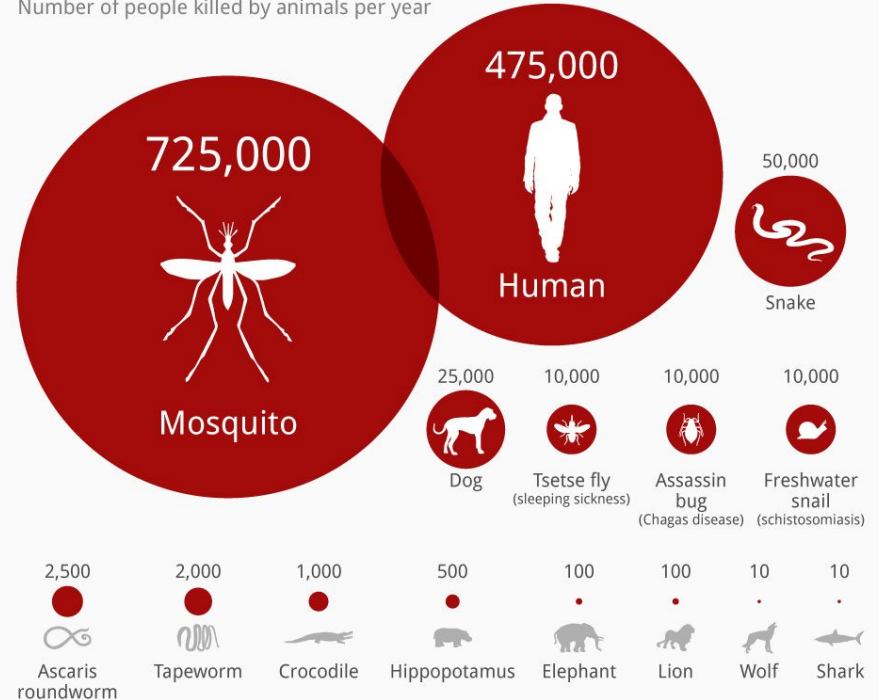 Number of people killed by animals per year
725,000
Mosquito
475,000
Human
50,000
Snake
25,000
Dog
10,000
Tsetse fly
(sleeping sickness)
10,000
Assassin
bug
(Chagas disease)
10,000
Freshwater
snail
(schistosomiasis)
2,500
Ascaris
roundworm
2,000
Tapeworm
1,000
Crocodile
500
Hippopotamus
100
Elephant
100
Lion
10
Wolf
10
Shark